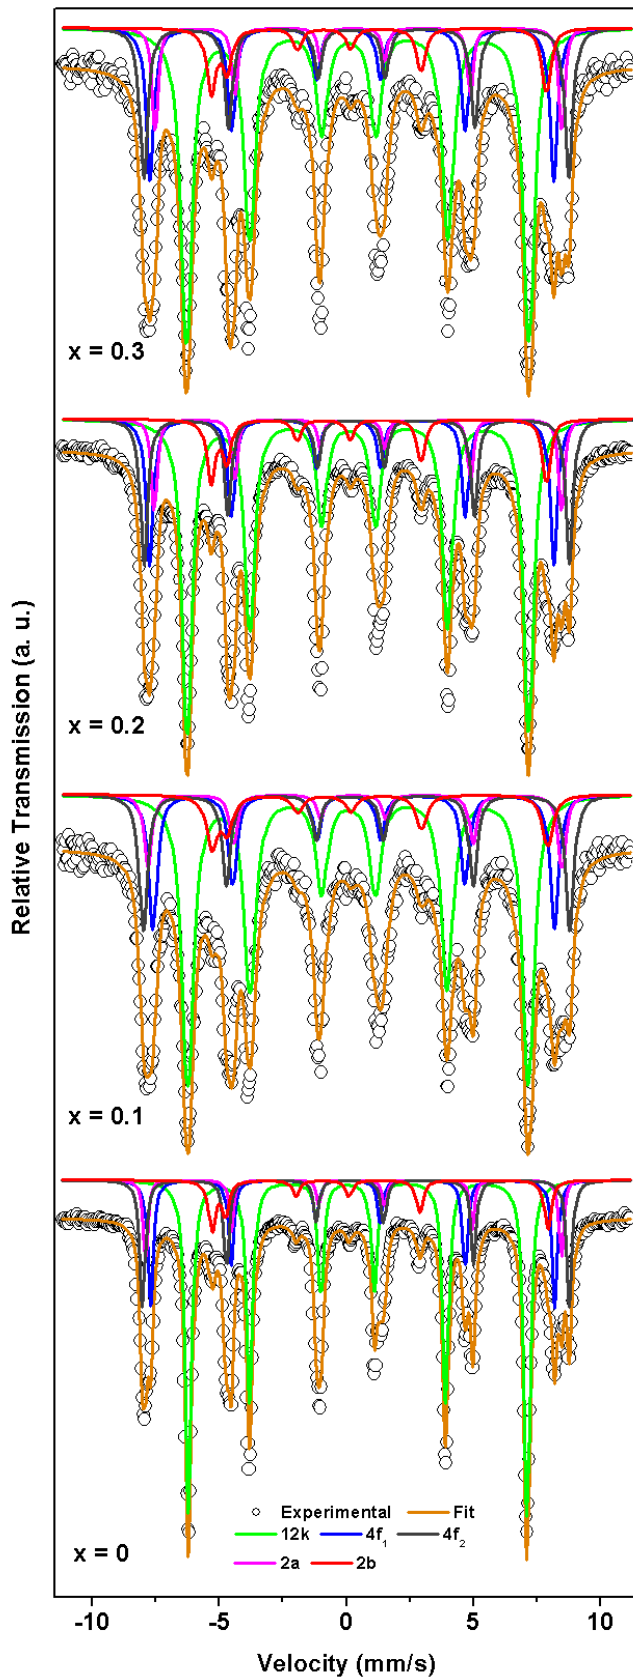 x = 0.3
x = 0.2
x = 0.1
x = 0
Relative Transmission (a. u.)
Experimental Fit
12k 4f₁ 4f₂
2a 2b
-10 -5 0 5 10
Velocity (mm/s)